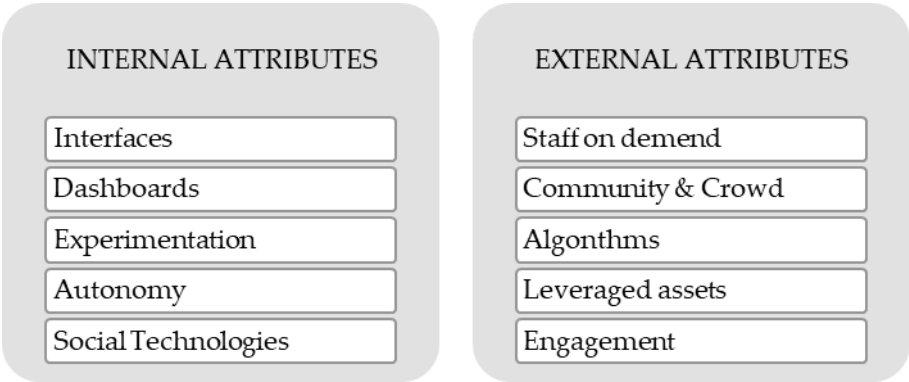 INTERNAL ATTRIBUTES
Interfaces
Dashboards
Experimentation
Autonomy
Social Technologies
EXTERNAL ATTRIBUTES
Staff on demend
Community & Crowd
Algonthms
Leveraged assets
Engagement